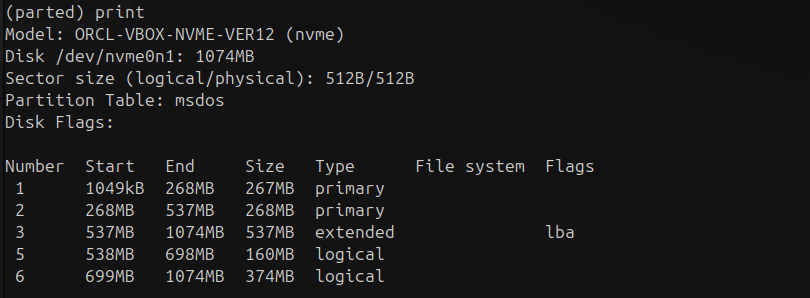 (parted) print
Model: ORCL-VBOX-NVME-VER12 (nvme)
Disk /dev/nvme0n1: 1074MB
Sector size (logical/physical): 512B/512B
Partition Table: msdos
Disk Flags:

Number  Start   End     Size   Type      File system  Flags
 1      1049kB  268MB   267MB  primary
 2      268MB   537MB   268MB  primary
 3      537MB   1074MB  537MB  extended               lba
 5      538MB   698MB   160MB  logical
 6      699MB   1074MB  374MB  logical